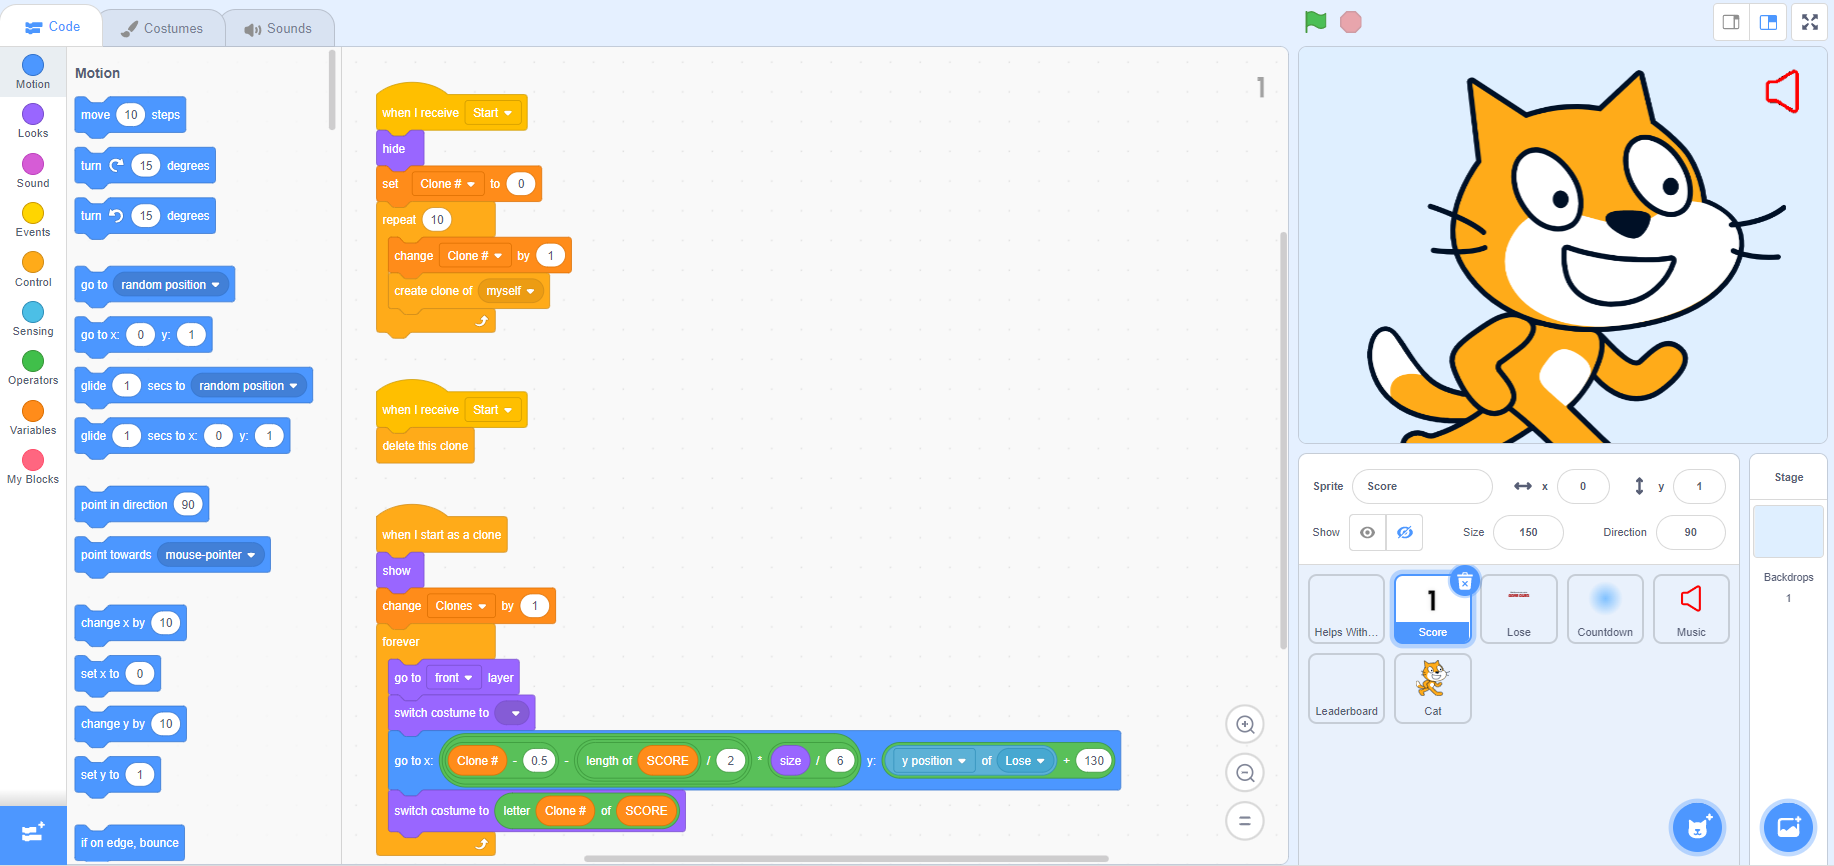 Code
Costumes
Sounds
Motion
Looks
Sound
Events
Control
Sensing
Operators
Variables
My Blocks
Motion
move 10 steps
turn 15 degrees
turn 15 degrees
go to random position
go to x: 0 y: 1
glide 1 secs to random position
glide 1 secs to x: 0 y: 1
point in direction 90
point towards mouse-pointer
change x by 10
set x to 0
change y by 10
set y to 1
if on edge, bounce
1
when I receive Start
hide
set Clone # to 0
repeat 10
change Clone # by 1
create clone of myself
when I receive Start
delete this clone
when I start as a clone
show
change Clones by 1
forever
go to front layer
switch costume to
go to x: Clone # - 0.5 - length of SCORE / 2 * size / 6 y: y position of Lose + 130
switch costume to letter Clone # of SCORE
Sprite Score x 0 y 1
Show Size 150 Direction 90
Helps With...
1
Score
Lose
Countdown
Music
Leaderboard
Cat
Stage
Backdrops
1